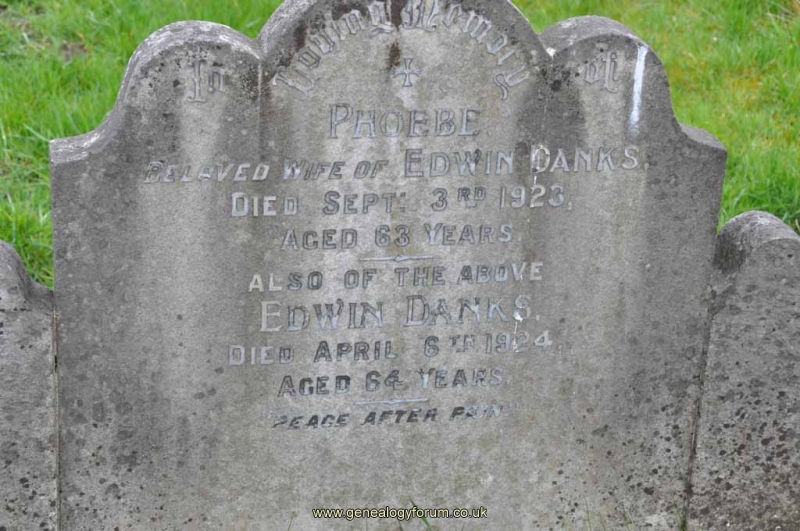 In Loving Memory of
PHOEBE
BELOVED WIFE OF EDWIN DANKS.
DIED SEPT: 3RD 1923,
AGED 63 YEARS
ALSO OF THE ABOVE
EDWIN DANKS.
DIED APRIL 6TH 1924.
AGED 64 YEARS.
PEACE AFTER PAIN
www.genealogyforum.co.uk